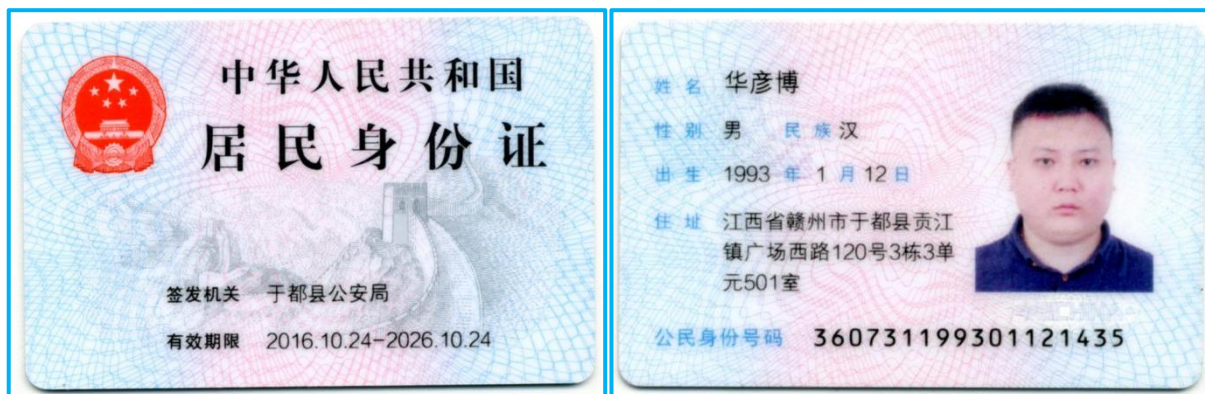 中华人民共和国
居民身份证
签发机关 于都县公安局
有效期限 2016.10.24-2026.10.24
姓名 华彦博
性别 男 民族 汉
出生 1993 年 1 月 12 日
住址 江西省赣州市于都县贡江
镇广场西路120号3栋3单
元501室
公民身份号码 360731199301121435